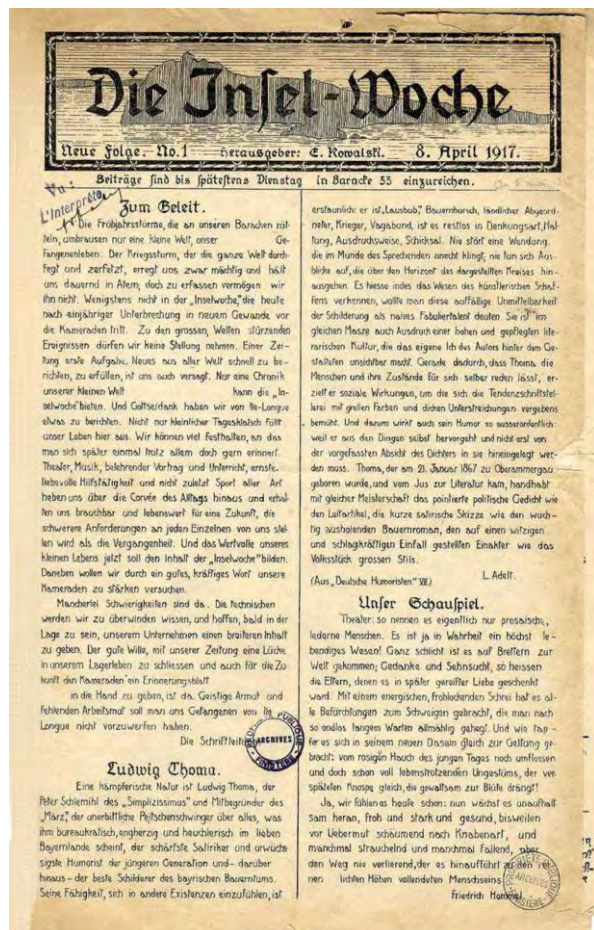 Die Insel-Woche
Neue Folge. No.1 Herausgeber: E. Kowalski. 8. April 1917.
Beiträge sind bis spätestens Dienstag in Baracke 33 einzureichen.
Vu:
L'Interprète
Zum Geleit.
Die Frühjahrsstürme, die an unseren Baracken rüt-
teln, umbrausen nur eine kleine Welt, unser Ge-
fangenenleben. Der Kriegssturm, der die ganze Welt durch-
fegt und zerfetzt, erregt uns zwar mächtig und hält
uns dauernd in Atem, doch zu erfassen vermögen wir
ihn nicht. Wenigstens nicht in der „Inselwoche", die heute
nach einjähriger Unterbrechung in neuem Gewande vor
die Kameraden tritt. Zu den grossen, Welten stürzenden
Ereignissen dürfen wir keine Stellung nehmen. Einer Zei-
tung erste Aufgabe, Neues aus aller Welt schnell zu be-
richten, zu erfüllen, ist uns auch versagt. Nur eine Chronik
unserer kleinen Welt kann die „In-
selwoche" bieten. Und Gottseidank haben wir von Ile-Longue
etwas zu berichten. Nicht nur kleinlicher Tagesklatsch füllt
unser Leben hier aus. Wir können viel festhalten, an das
man sich später einmal trotz allem doch gern erinnert.
Theater, Musik, belehrender Vortrag und Unterricht, ernste,
liebevolle Hilfstätigkeit und nicht zuletzt Sport aller Art
heben uns über die Corvée des Alltags hinaus und erhal-
ten uns brauchbar und lebenswert für eine Zukunft, die
schwerere Anforderungen an jeden Einzelnen von uns stel-
len wird als die Vergangenheit. Und das Wertvolle unseres
kleinen Lebens jetzt soll den Inhalt der „Inselwoche" bilden.
Daneben wollen wir durch ein gutes, kräftiges Wort unsere
Kameraden zu stärken versuchen.
Mancherlei Schwierigkeiten sind da. Die technischen
werden wir zu überwinden wissen, und hoffen, bald in der
Lage zu sein, unserem Unternehmen einen breiteren Inhalt
zu geben. Der gute Wille, mit unserer Zeitung eine Lücke
in unserem Lagerleben zu schliessen und auch für die Zu-
kunft den Kameraden ein Erinnerungsblatt
in die Hand zu geben, ist da. Geistige Armut und
fehlenden Arbeitsmut soll man uns Gefangenen von Ile
Longue nicht vorzuwerfen haben.
Die Schriftleitung
ARCHIVES
FINISTERE
Ludwig Thoma.
Eine kämpferische Natur ist Ludwig Thoma, der
Peter Schlemihl des „Simplizissimus" und Mitbegründer des
„März", der unerbittliche Peitschenschwinger über alles, was
ihm bureaukratisch, engherzig und heuchlerisch im lieben
Bayernlande scheint, der schärfste Satiriker und urwüch-
sigste Humorist der jüngeren Generation und- darüber
hinaus- der beste Schilderer des bayrischen Bauerntums.
Seine Fähigkeit, sich in andere Existenzen einzufühlen, ist
erstaunlich: er ist „Lausbub", Bauernbursch, ländlicher Abgeord-
neter, Krieger, Vagabund, ist es restlos in Denkungsart, Hal-
tung, Ausdrucksweise, Schicksal. Nie stört eine Wendung,
die im Munde des Sprechenden unecht klingt, nie tun sich Aus-
blicke auf, die über den Horizont des dargestellten Kreises hin-
ausgehen. Es hiesse indes das Wesen des künstlerischen Schaf-
fens verkennen, wollte man diese auffällige Unmittelbarkeit
der Schilderung als naives Fabuliertalent deuten. Sie ist im
gleichen Masze auch Ausdruck einer hohen und gepflegten lite-
rarischen Kultur, die das eigene Ich des Autors hinter dem Ge-
stalteten unsichtbar macht. Gerade dadurch, dass Thoma die
Menschen und ihre Zustände für sich selber reden lässt, er-
zielt er soziale Wirkungen, um die sich die Tendenzschriftstel-
lerei mit grellen Farben und dicken Unterstreichungen vergebens
bemüht. Und darum wirkt auch sein Humor so ausserordentlich:
weil er aus den Dingen selbst hervorgeht und nicht erst von
der vorgefassten Absicht des Dichters in sie hineingelegt wer-
den muss. Thoma, der am 21. Januar 1867 zu Oberammergau
geboren wurde, und vom Jus zur Literatur kam, handhabt
mit gleicher Meisterschaft das pointierte politische Gedicht wie
den Leitartikel, die kurze satirische Skizze wie den wuch-
tig ausholenden Bauernroman, den auf einen witzigen
und schlagkräftigen Einfall gestellten Einakter wie das
Volksstück grossen Stils.
(Aus „Deutsche Humoristen" VII) L. Adelt.
Unser Schauspiel.
Theater: so nennen es eigentlich nur prosaische,
lederne Menschen. Es ist ja in Wahrheit ein höchst le-
bendiges Wesen! Ganz schlicht ist es auf Brettern zur
Welt gekommen; Gedanke und Sehnsucht, so heissen
die Eltern, denen es in später gereifter Liebe geschenkt
ward. Mit einem energischen, frohlockenden Schrei hat es al-
le Befürchtungen zum Schweigen gebracht, die man nach
so endlos langem Warten allmählig gehegt. Und wie tap-
fer es sich in seinem neuen Dasein gleich zur Geltung ge-
bracht: vom rosigen Hauch des jungen Tages noch umflossen
und doch schon voll lebenstrotzenden Ungestüms, der ver-
späteten Knospe gleich, die gewaltsam zur Blüte drängt!
Ja, wir fühlen es heute schon: nun wächst es unaufhalt
sam heran, froh und stark und gesund, bisweilen
vor Uebermut schäumend nach Knabenart, und
manchmal strauchelnd und manchmal fallend, aber
den Weg nie verlierend, der es hinaufführt zu den rei-
nen lichten Höhen vollendeten Menschseins
Friedrich Hommel
PROPRIETE PUBLIQUE
ARCHIVES
FINISTERE